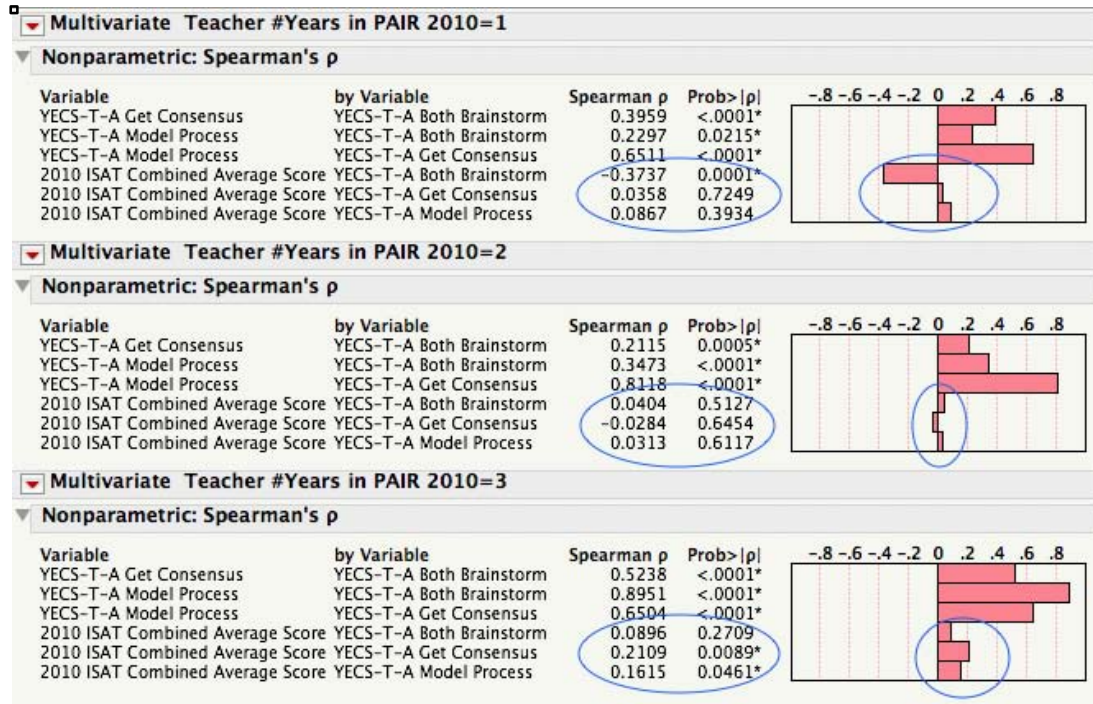 Multivariate Teacher #Years in PAIR 2010=1
Nonparametric: Spearman's ρ
Variable by Variable Spearman ρ Prob>|ρ| -.8 -.6 -.4 -.2 0 .2 .4 .6 .8
YECS-T-A Get Consensus YECS-T-A Both Brainstorm 0.3959 <.0001*
YECS-T-A Model Process YECS-T-A Both Brainstorm 0.2297 0.0215*
YECS-T-A Model Process YECS-T-A Get Consensus 0.6511 <.0001*
2010 ISAT Combined Average Score YECS-T-A Both Brainstorm -0.3737 0.0001*
2010 ISAT Combined Average Score YECS-T-A Get Consensus 0.0358 0.7249
2010 ISAT Combined Average Score YECS-T-A Model Process 0.0867 0.3934
Multivariate Teacher #Years in PAIR 2010=2
Nonparametric: Spearman's ρ
Variable by Variable Spearman ρ Prob>|ρ| -.8 -.6 -.4 -.2 0 .2 .4 .6 .8
YECS-T-A Get Consensus YECS-T-A Both Brainstorm 0.2115 0.0005*
YECS-T-A Model Process YECS-T-A Both Brainstorm 0.3473 <.0001*
YECS-T-A Model Process YECS-T-A Get Consensus 0.8118 <.0001*
2010 ISAT Combined Average Score YECS-T-A Both Brainstorm 0.0404 0.5127
2010 ISAT Combined Average Score YECS-T-A Get Consensus -0.0284 0.6454
2010 ISAT Combined Average Score YECS-T-A Model Process 0.0313 0.6117
Multivariate Teacher #Years in PAIR 2010=3
Nonparametric: Spearman's ρ
Variable by Variable Spearman ρ Prob>|ρ| -.8 -.6 -.4 -.2 0 .2 .4 .6 .8
YECS-T-A Get Consensus YECS-T-A Both Brainstorm 0.5238 <.0001*
YECS-T-A Model Process YECS-T-A Both Brainstorm 0.8951 <.0001*
YECS-T-A Model Process YECS-T-A Get Consensus 0.6504 <.0001*
2010 ISAT Combined Average Score YECS-T-A Both Brainstorm 0.0896 0.2709
2010 ISAT Combined Average Score YECS-T-A Get Consensus 0.2109 0.0089*
2010 ISAT Combined Average Score YECS-T-A Model Process 0.1615 0.0461*